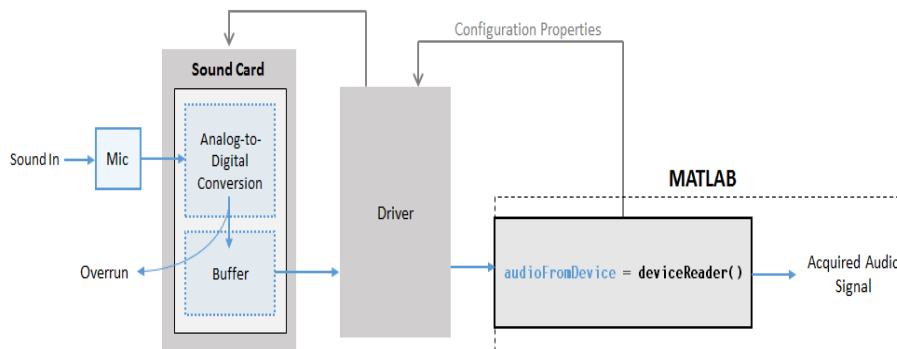 Configuration Properties
Sound Card
Analog-to-
Digital
Conversion
Sound In
Mic
MATLAB
Driver
Overrun
Buffer
audioFromDevice = deviceReader()
Acquired Audio
Signal